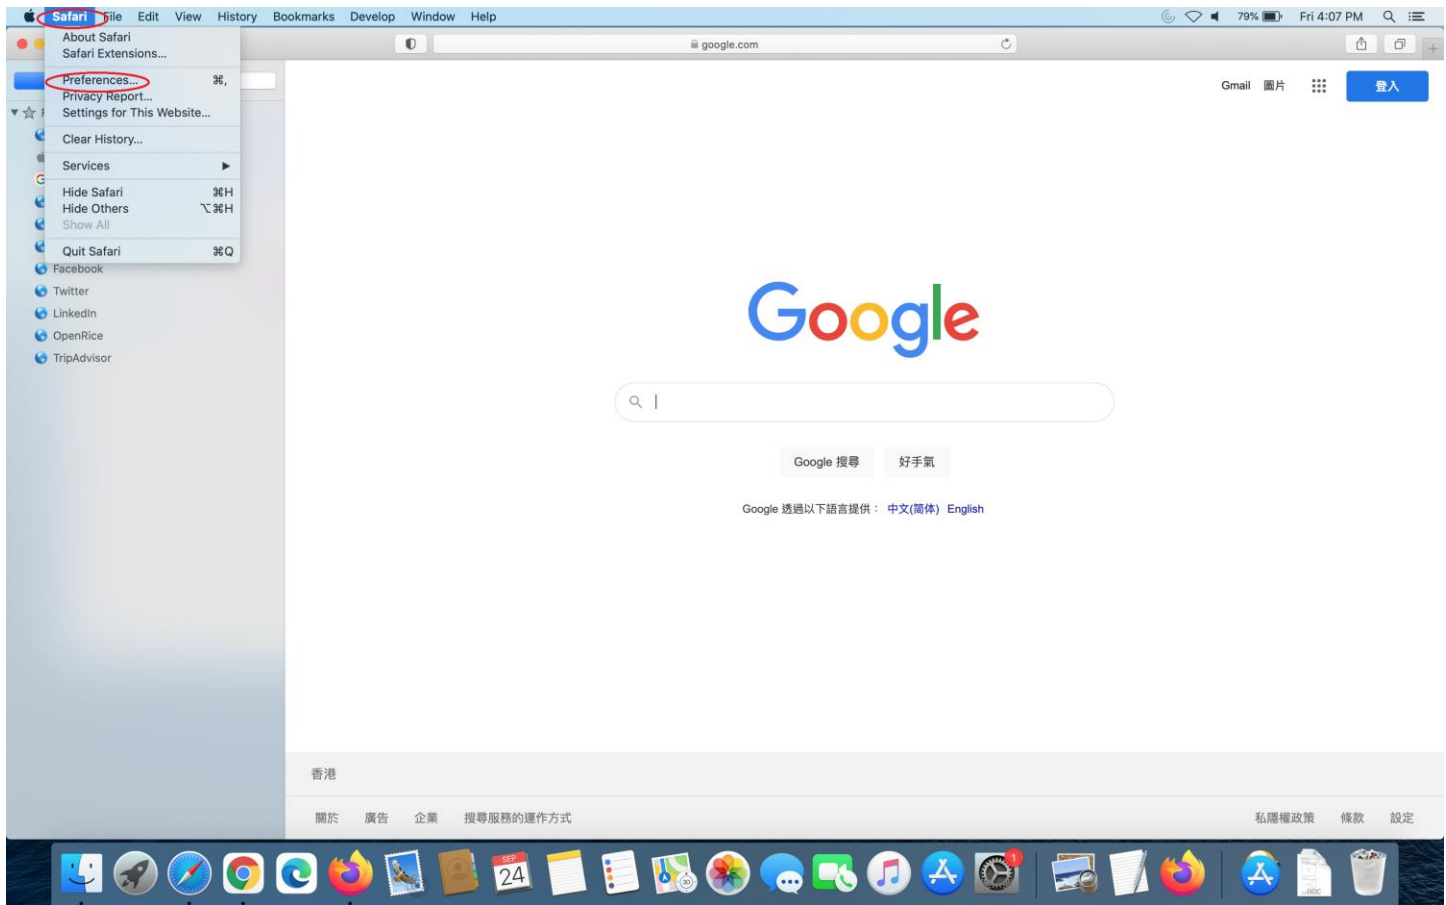 Safari File Edit View History Bookmarks Develop Window Help 79% Fri 4:07 PM
google.com
About Safari
Safari Extensions...
Preferences... ⌘,
Privacy Report...
Settings for This Website...
Clear History...
Services
Hide Safari ⌘H
Hide Others ⌥⌘H
Show All
Quit Safari ⌘Q
Facebook
Twitter
LinkedIn
OpenRice
TripAdvisor
Gmail 圖片 登入
Google
Google 搜尋 好手氣
Google 透過以下語言提供： 中文(简体) English
香港
關於 廣告 企業 搜尋服務的運作方式 私隱權政策 條款 設定
SEP
24
1